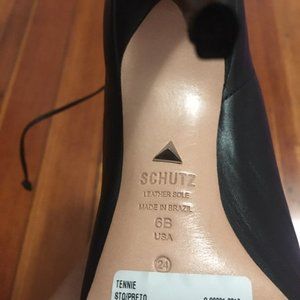 SCHUTZ
LEATHER SOLE
MADE IN BRAZIL
6B
USA
24
TENNIE
STO/PRETO